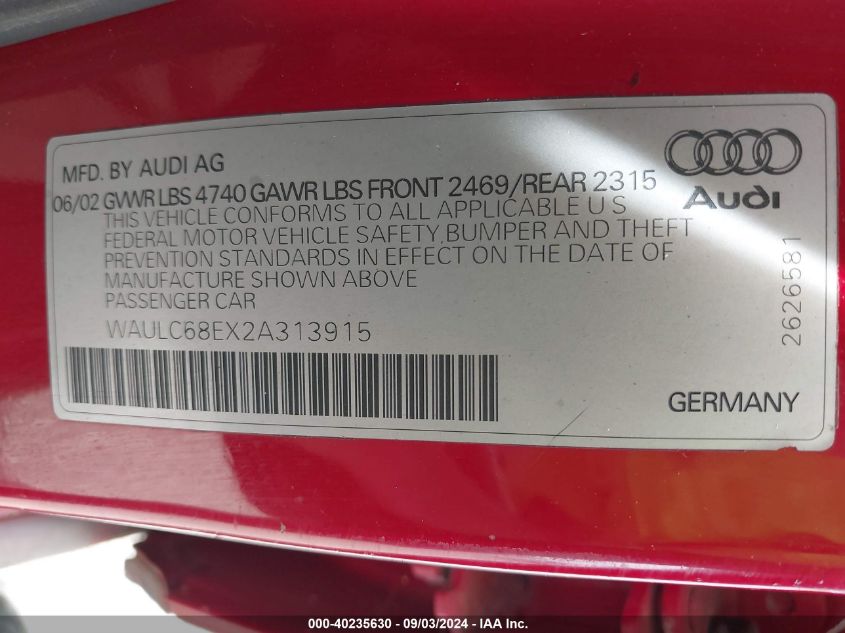 MFD. BY AUDI AG
06/02 GVWR LBS 4740 GAWR LBS FRONT 2469/REAR 2315
THIS VEHICLE CONFORMS TO ALL APPLICABLE U S
FEDERAL MOTOR VEHICLE SAFETY, BUMPER AND THEFT
PREVENTION STANDARDS IN EFFECT ON THE DATE OF
MANUFACTURE SHOWN ABOVE
PASSENGER CAR
WAULC68EX2A313915
Audi
2626581
GERMANY
000-40235630 - 09/03/2024 - IAA Inc.